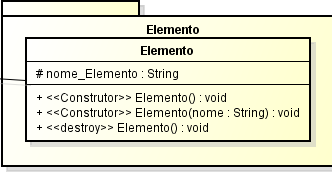 Elemento
Elemento
# nome_Elemento : String
+ <<Construtor>> Elemento() : void
+ <<Construtor>> Elemento(nome : String) : void
+ <<destroy>> Elemento() : void